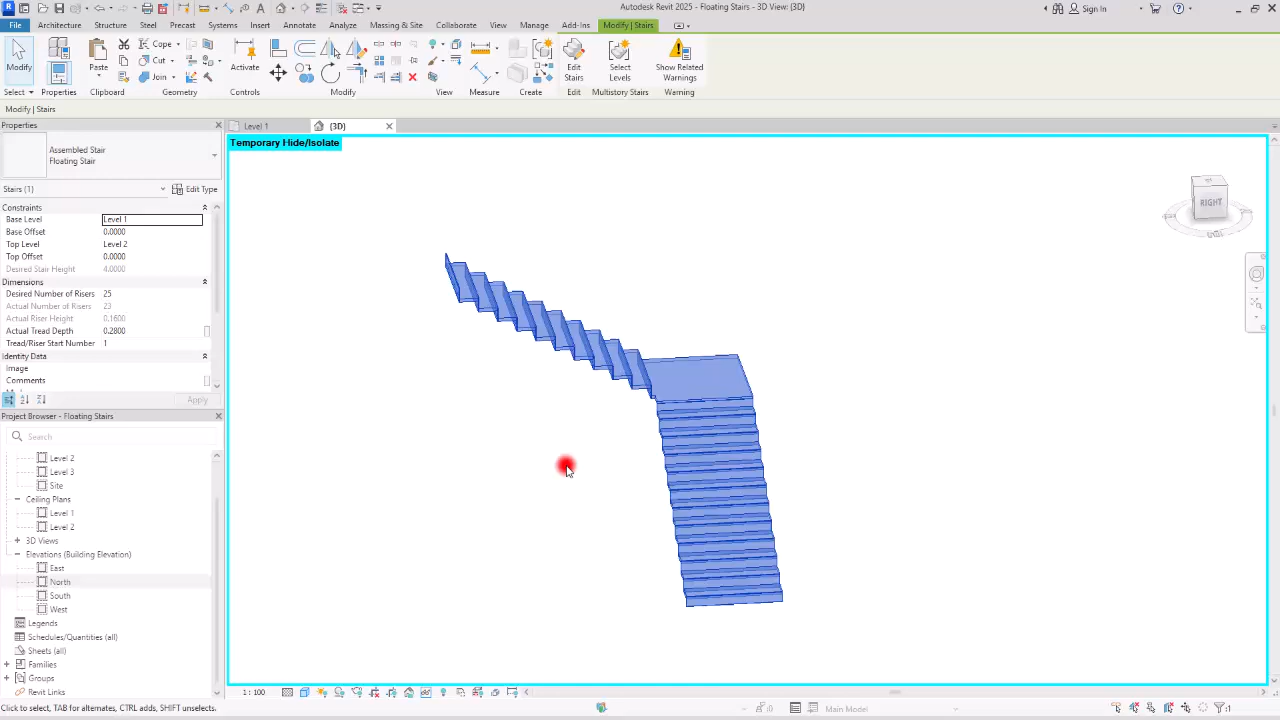 Autodesk Revit 2025 - Floating Stairs - 3D View: {3D}
Sign In
File Architecture Structure Steel Precast Systems Insert Annotate Analyze Massing & Site Collaborate View Manage Add-Ins Modify | Stairs
Modify
Paste
Cope
Cut
Join
Activate
Edit Stairs
Select Levels
Show Related Warnings
Select Properties Clipboard Geometry Controls Modify View Measure Create Edit Multistory Stairs Warning
Modify | Stairs
Properties
Level 1
{3D}
Temporary Hide/Isolate
Assembled Stair
Floating Stair
Stairs (1)
Edit Type
Constraints
Base Level Level 1
Base Offset 0.0000
Top Level Level 2
Top Offset 0.0000
Desired Stair Height 4.0000
Dimensions
Desired Number of Risers 25
Actual Number of Risers 23
Actual Riser Height 0.1600
Actual Tread Depth 0.2800
Tread/Riser Start Number 1
Identity Data
Image
Comments
Apply
Project Browser - Floating Stairs
Search
Level 2
Level 3
Site
Ceiling Plans
Level 1
Level 2
3D Views
Elevations (Building Elevation)
East
North
South
West
Legends
Schedules/Quantities (all)
Sheets (all)
Families
Groups
Revit Links
RIGHT
1 : 100
Click to select, TAB for alternates, CTRL adds, SHIFT unselects.
:0
Main Model
:1